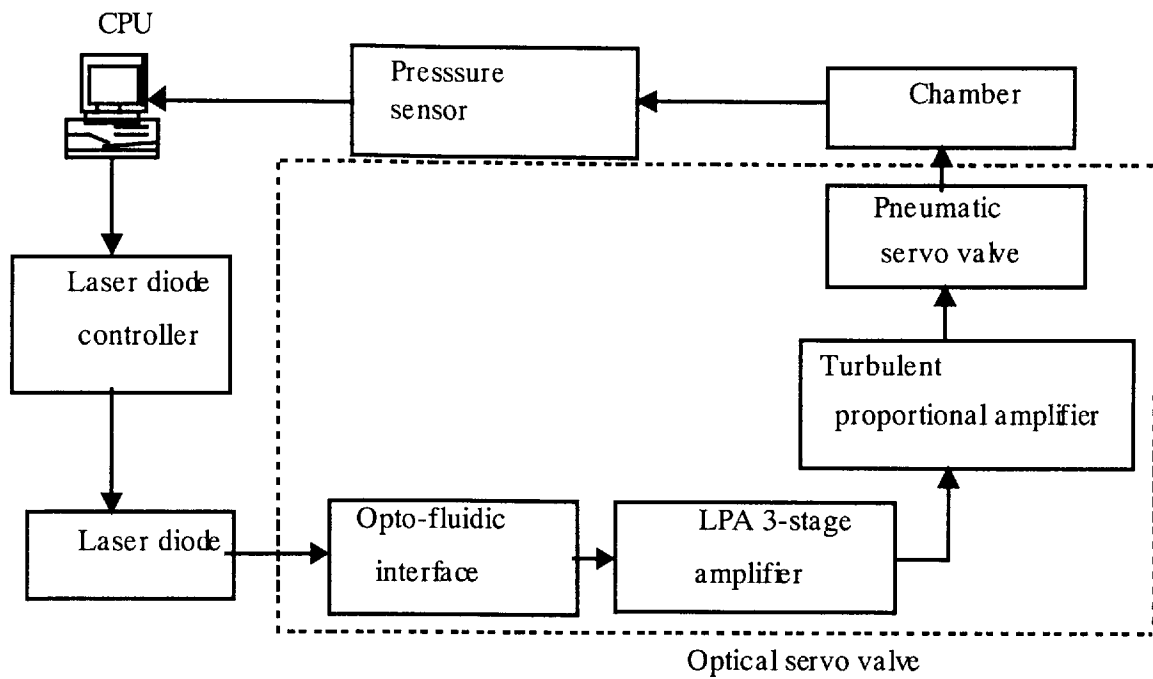 CPU
Presssure
sensor
Chamber
Pneumatic
servo valve
Laser diode
controller
Turbulent
proportional amplifier
Laser diode
Opto-fluidic
interface
LPA 3-stage
amplifier
Optical servo valve